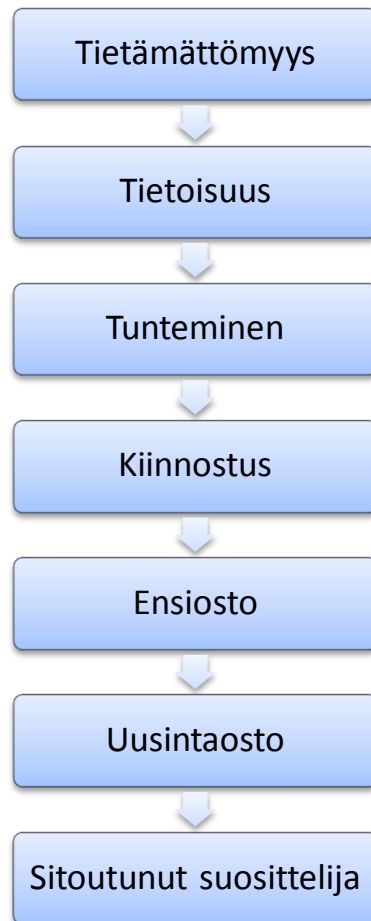 Tietämättömyys
Tietoisuus
Tunteminen
Kiinnostus
Ensiosto
Uusintaosto
Sitoutunut suosittelija